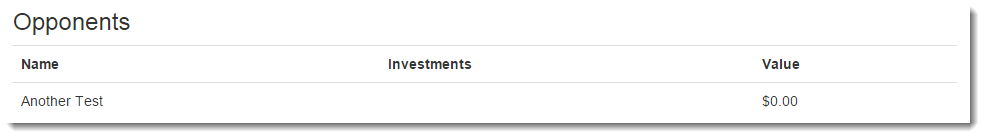 Opponents
Name Investments Value
Another Test $0.00